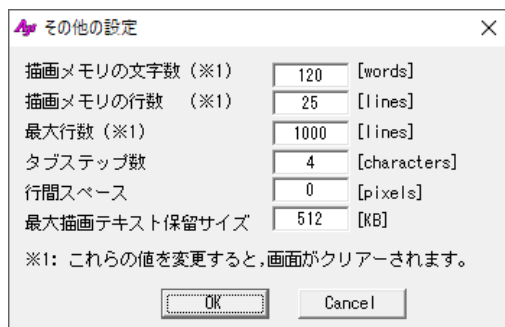 Ags その他の設定
描画メモリの文字数 (※1) 120 [words]
描画メモリの行数 (※1) 25 [lines]
最大行数 (※1) 1000 [lines]
タブステップ数 4 [characters]
行間スペース 0 [pixels]
最大描画テキスト保留サイズ 512 [KB]
※1: これらの値を変更すると,画面がクリアーされます。
OK Cancel